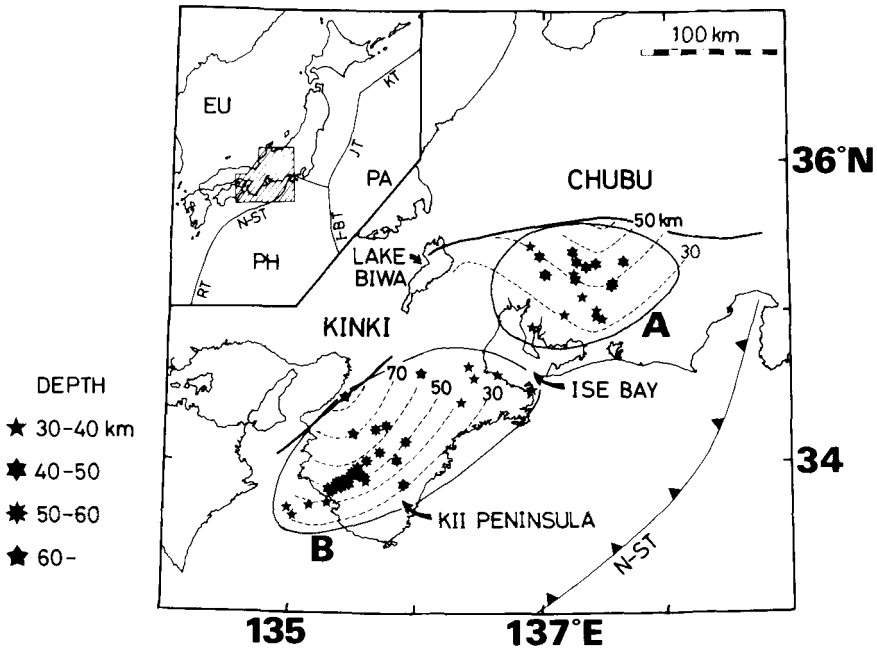 100 km
EU
KT
JT
PA
N-ST
I-BT
PH
RT
36°N
CHUBU
50 km
30
LAKE
BIWA
A
KINKI
70
50
30
ISE BAY
DEPTH
30-40 km
40-50
50-60
60-
34
KII PENINSULA
B
N-ST
135
137°E